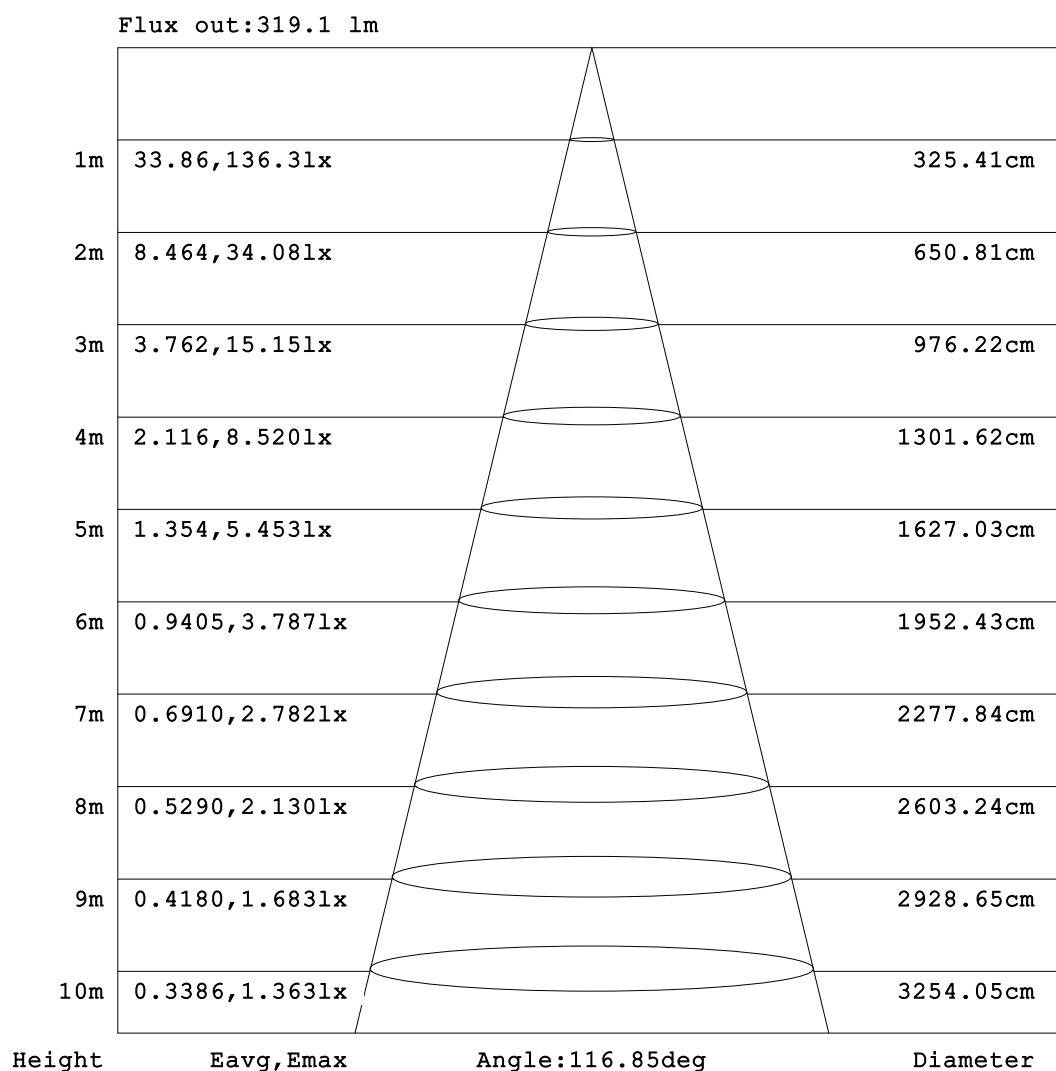 Flux out:319.1 lm
1m 33.86,136.3lx 325.41cm
2m 8.464,34.08lx 650.81cm
3m 3.762,15.15lx 976.22cm
4m 2.116,8.520lx 1301.62cm
5m 1.354,5.453lx 1627.03cm
6m 0.9405,3.787lx 1952.43cm
7m 0.6910,2.782lx 2277.84cm
8m 0.5290,2.130lx 2603.24cm
9m 0.4180,1.683lx 2928.65cm
10m 0.3386,1.363lx 3254.05cm
Height Eavg,Emax Angle:116.85deg Diameter